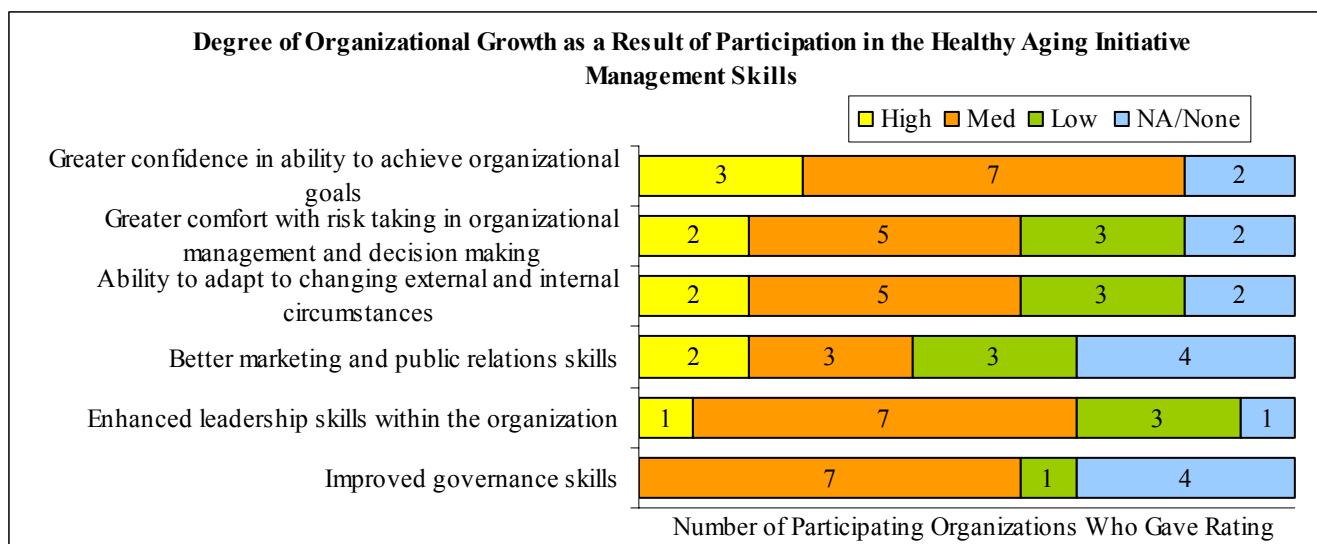 Degree of Organizational Growth as a Result of Participation in the Healthy Aging Initiative
Management Skills
High Med Low NA/None
Greater confidence in ability to achieve organizational
goals
3 7 2
Greater comfort with risk taking in organizational
management and decision making
2 5 3 2
Ability to adapt to changing external and internal
circumstances
2 5 3 2
Better marketing and public relations skills
2 3 3 4
Enhanced leadership skills within the organization
1 7 3 1
Improved governance skills
7 1 4
Number of Participating Organizations Who Gave Rating